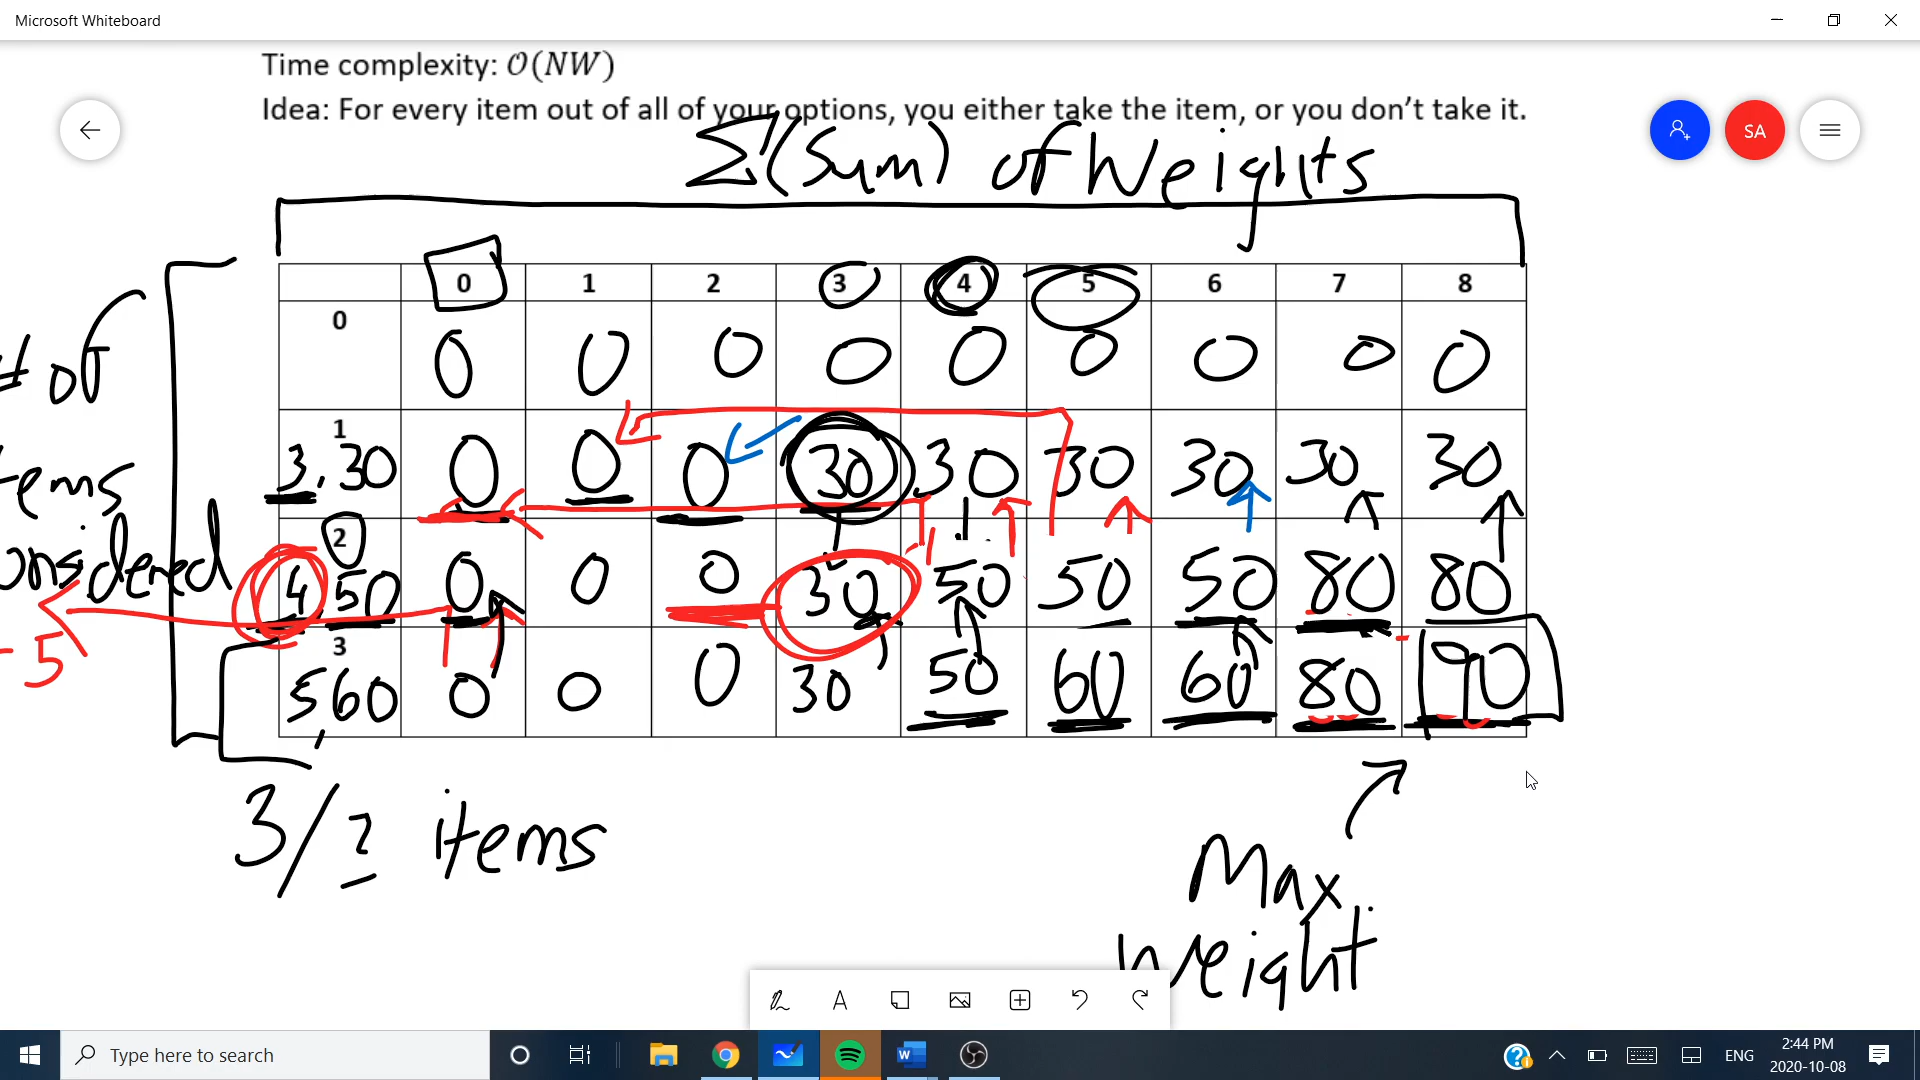 Microsoft Whiteboard
Time complexity: O(NW)
Idea: For every item out of all of your options, you either take the item, or you don't take it.
SA
Σ(Sum) of Weights
0 1 2 3 4 5 6 7 8
0
0 0 0 0 0 0 0 0 0
# of
1
3,30 0 0 0 30 30 30 30 30 30
tems
2
onsidered
4,50 0 0 0 30 50 50 50 80 80
-5
3
5,60 0 0 0 30 50 60 60 80 90
3/? items
Max
Weight
Type here to search
ENG
2:44 PM
2020-10-08